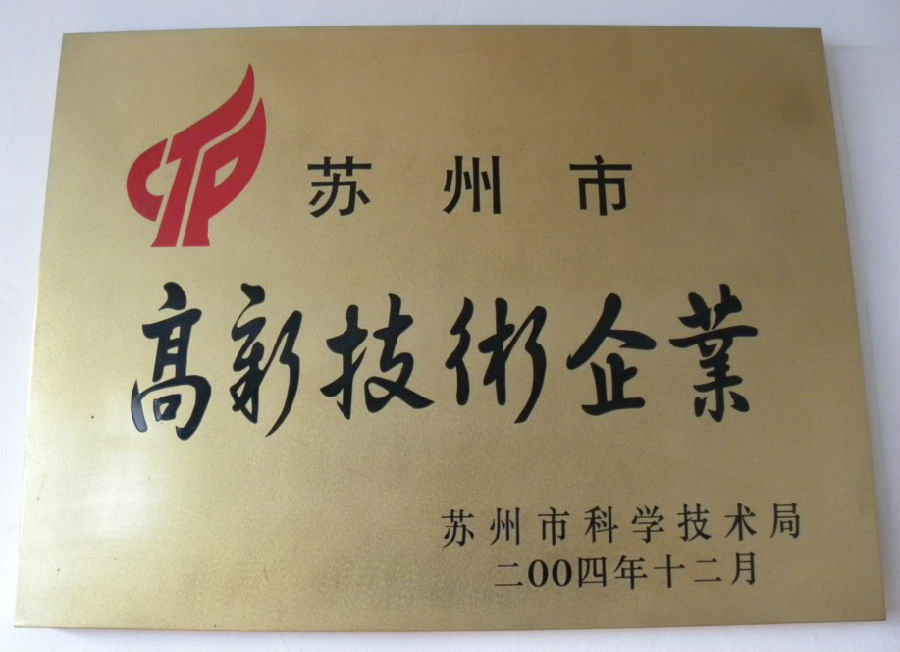 CTP
苏州市
高新技術企業
苏州市科学技术局
二00四年十二月